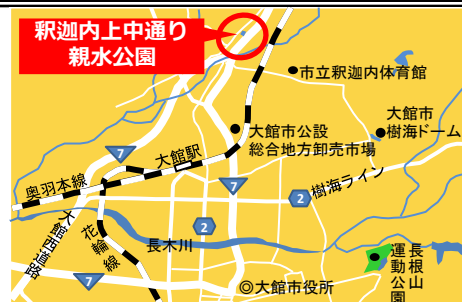 釈迦内上中通り
親水公園
市立釈迦内体育館
大館市
樹海ドーム
大館市公設
総合地方卸売市場
7
大館駅
奥羽本線
7
樹海ライン
2
大館西道路
花輪線
2
長木川
長根山
運動公園
7
◎大館市役所